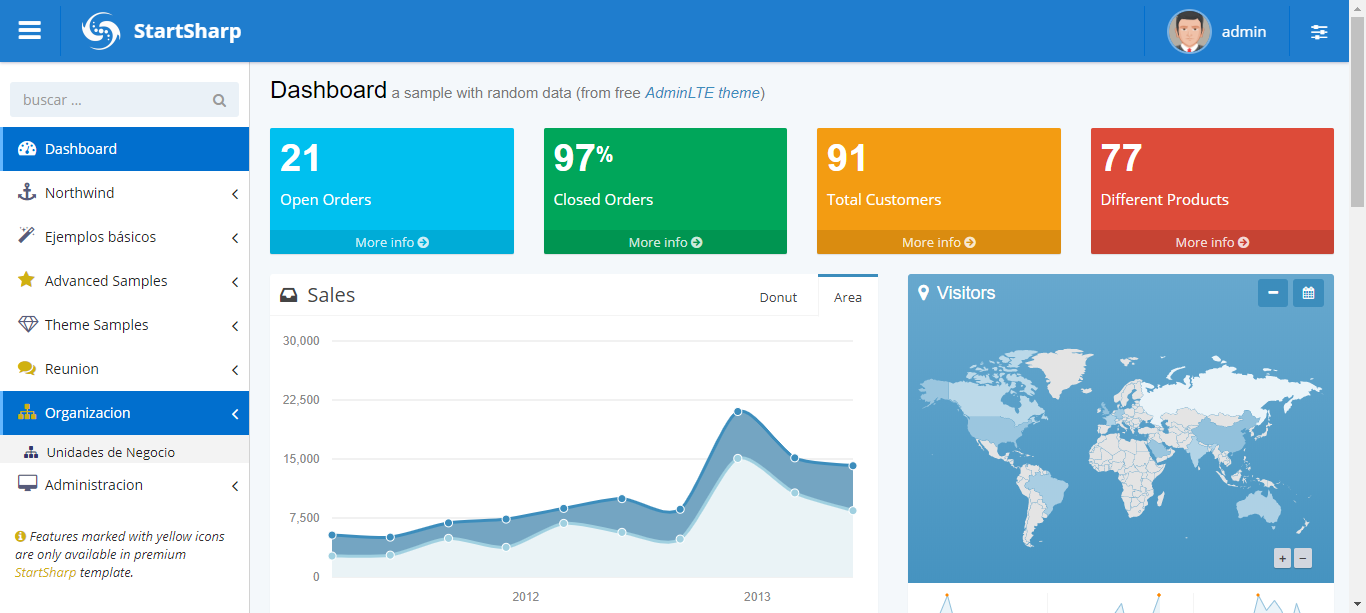 StartSharp
admin
buscar ...
Dashboard
Northwind
Ejemplos básicos
Advanced Samples
Theme Samples
Reunion
Organizacion
Unidades de Negocio
Administracion
Features marked with yellow icons
are only available in premium
StartSharp template.
Dashboard a sample with random data (from free AdminLTE theme)
21
Open Orders
More info
97%
Closed Orders
More info
91
Total Customers
More info
77
Different Products
More info
Sales
Donut
Area
30,000
22,500
15,000
7,500
0
2012
2013
Visitors
+
−